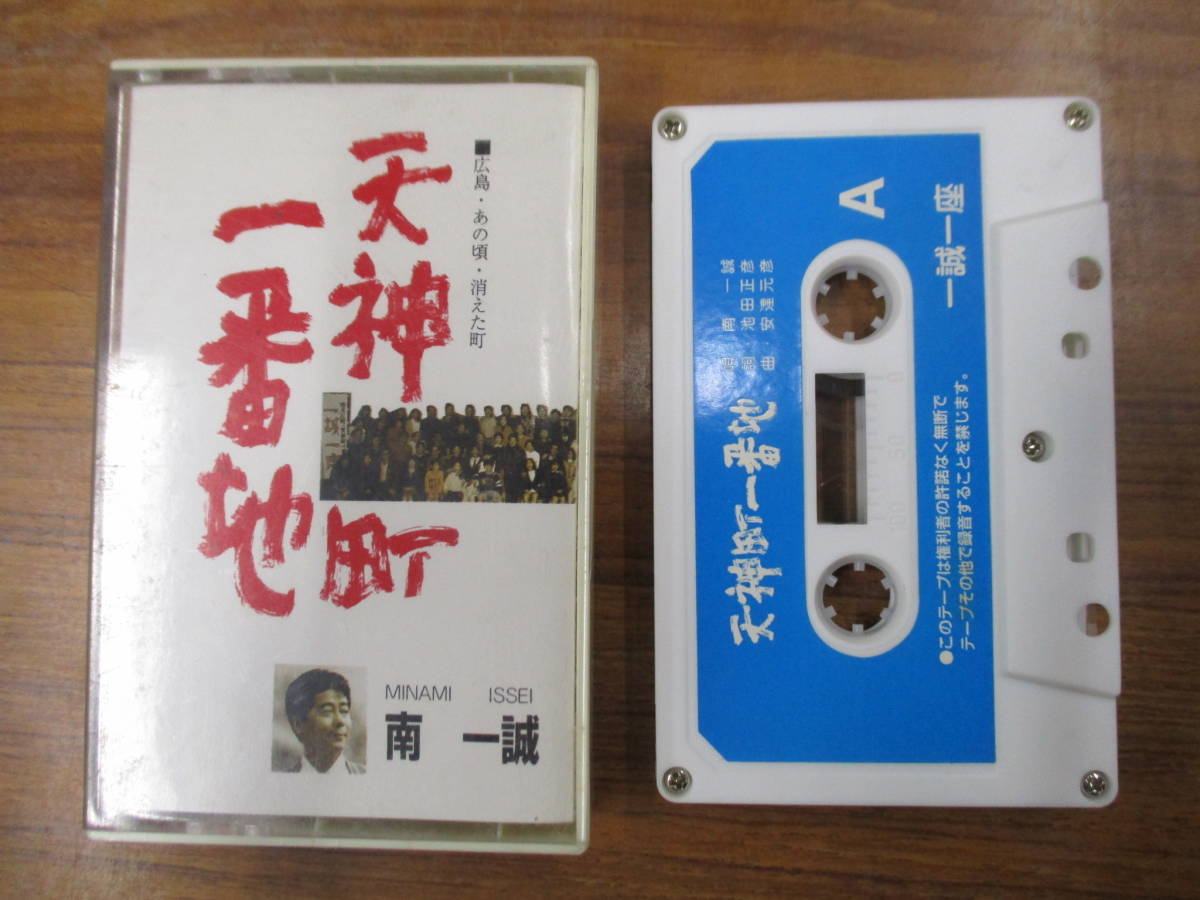 ■広島・あの頃・消えた町
天神町
一番地
MINAMI ISSEI
南 一誠
A
一誠一座
天神町一番地
南 一誠
詞 池田正彦
曲 安達元彦
0
50
100
●このテープは権利者の許諾なく無断で
テープその他で録音することを禁じます。